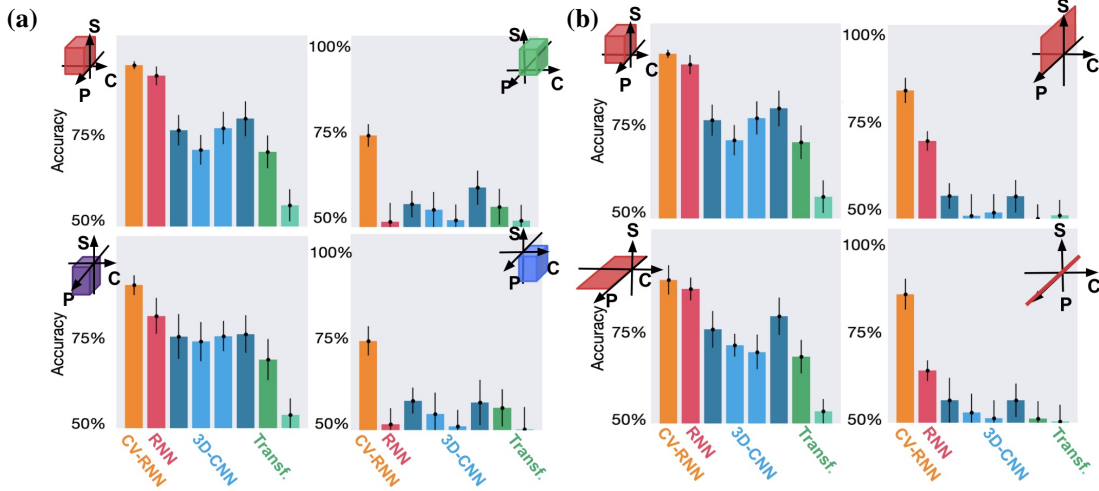 (a)
(b)
S
C
P
Accuracy
75%
50%
100%
75%
50%
C
P
S
C
P
Accuracy
75%
50%
100%
75%
50%
S
P
C
S
C
P
Accuracy
75%
50%
100%
75%
50%
S
P
C
S
C
P
Accuracy
75%
50%
100%
75%
50%
S
C
P
CV-RNN
RNN
3D-CNN
Transf.
CV-RNN
RNN
3D-CNN
Transf.
CV-RNN
RNN
3D-CNN
Transf.
CV-RNN
RNN
3D-CNN
Transf.